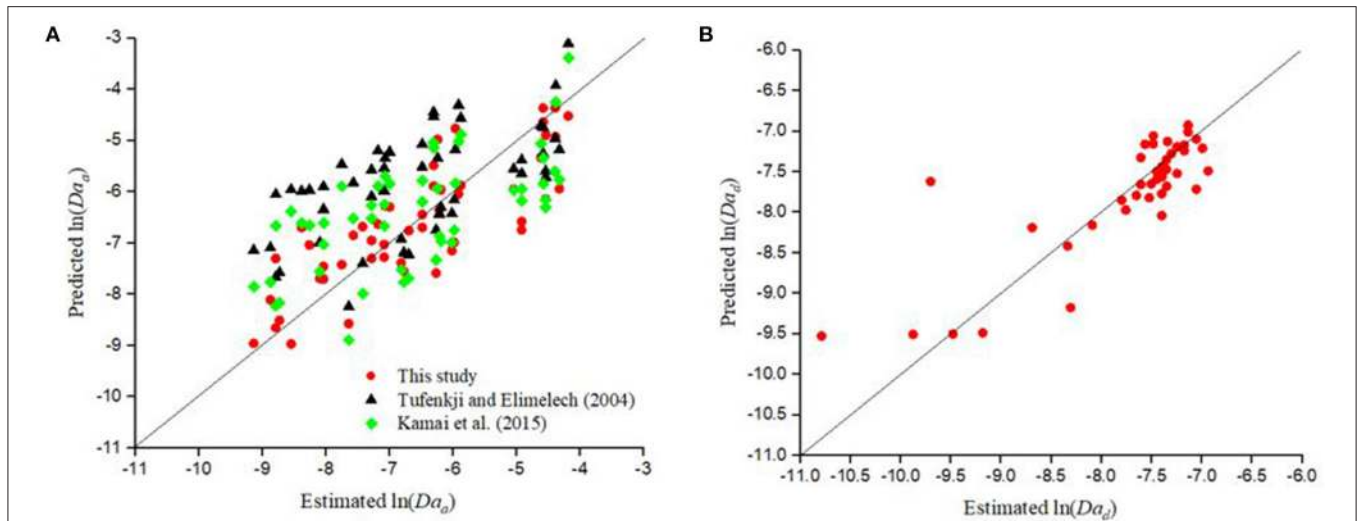 A
-3
-4
-5
-6
-7
-8
-9
-10
-11
Predicted ln(Daa)
This study
Tufenkji and Elimelech (2004)
Kamai et al. (2015)
-11 -10 -9 -8 -7 -6 -5 -4 -3
Estimated ln(Daa)
B
-6.0
-6.5
-7.0
-7.5
-8.0
-8.5
-9.0
-9.5
-10.0
-10.5
-11.0
Predicted ln(Dad)
-11.0 -10.5 -10.0 -9.5 -9.0 -8.5 -8.0 -7.5 -7.0 -6.5 -6.0
Estimated ln(Dad)